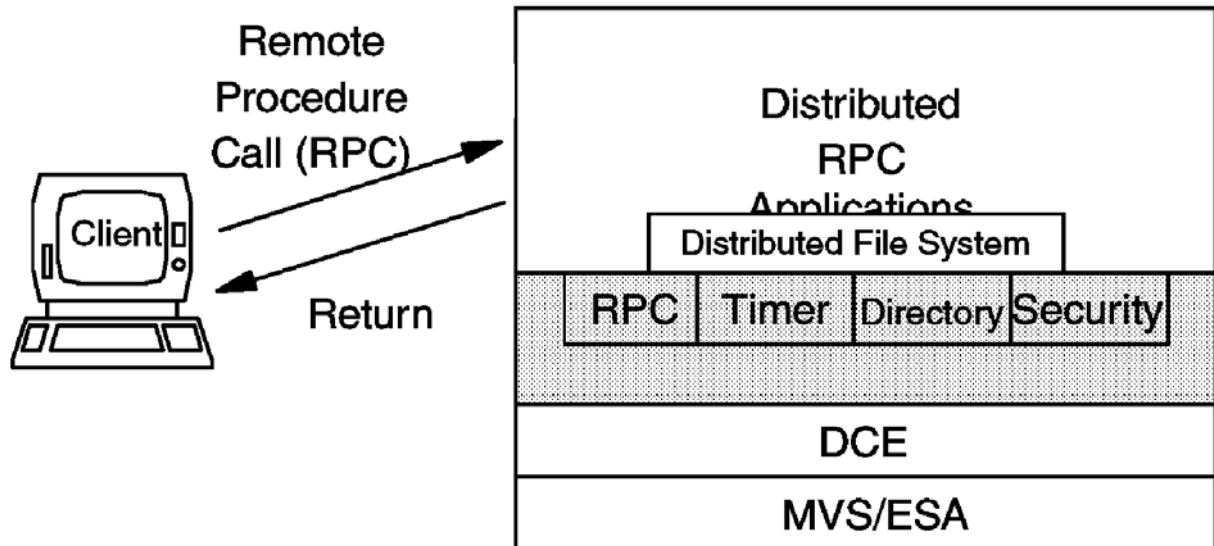 Remote
Procedure
Call (RPC)
Client
Return
Distributed
RPC
Applications
Distributed File System
RPC Timer Directory Security
DCE
MVS/ESA